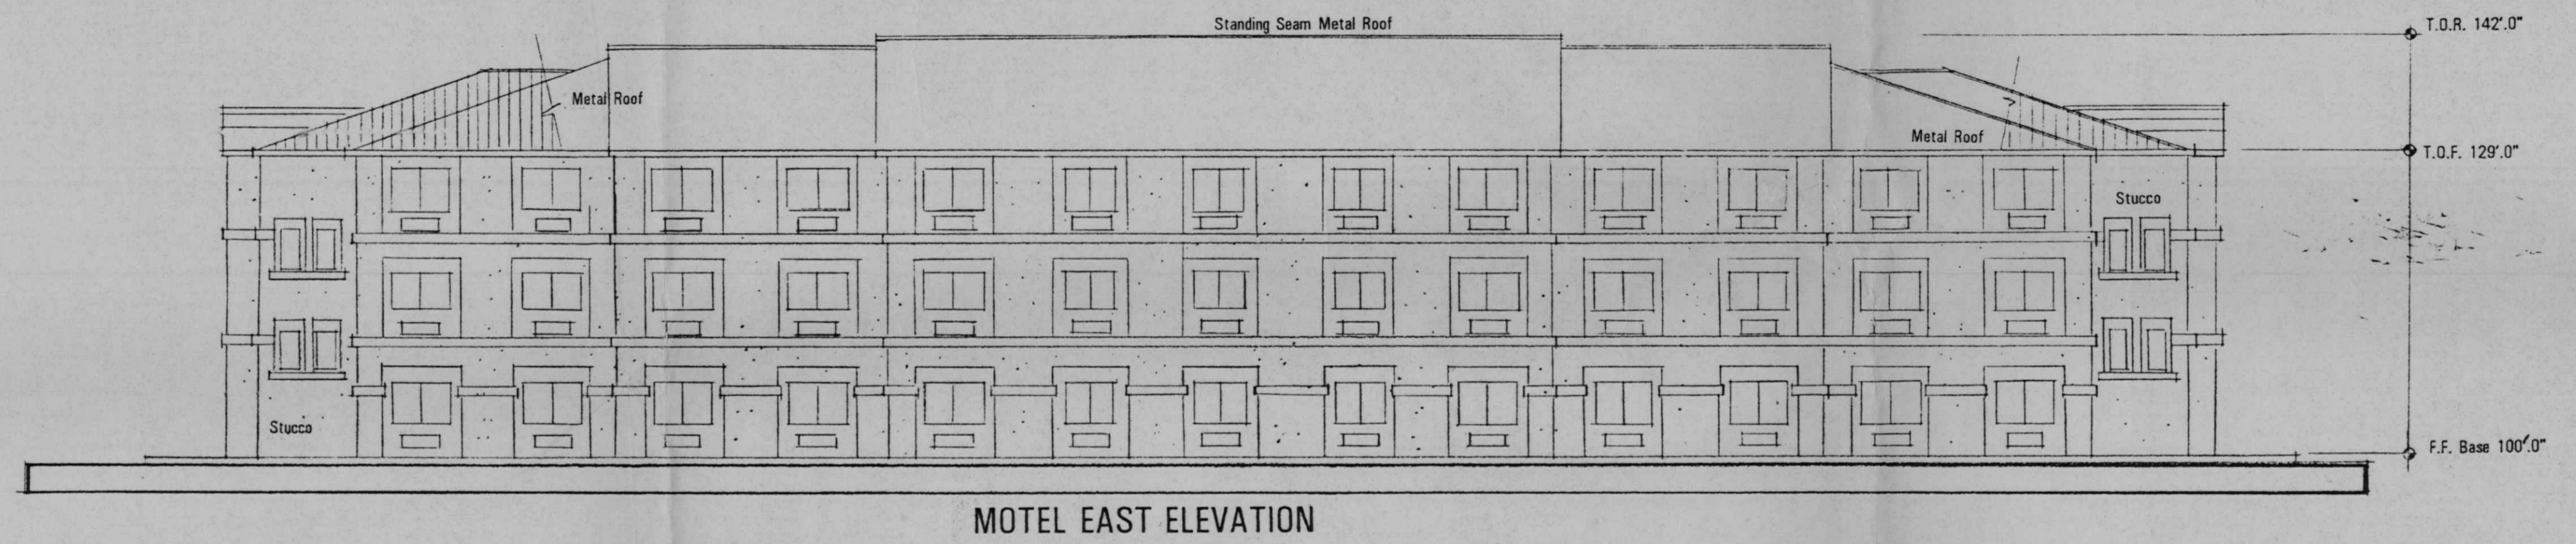 Standing Seam Metal Roof
T.O.R. 142'.0"
Metal Roof
Metal Roof
T.O.F. 129'.0"
Stucco
Stucco
F.F. Base 100'.0"
MOTEL EAST ELEVATION